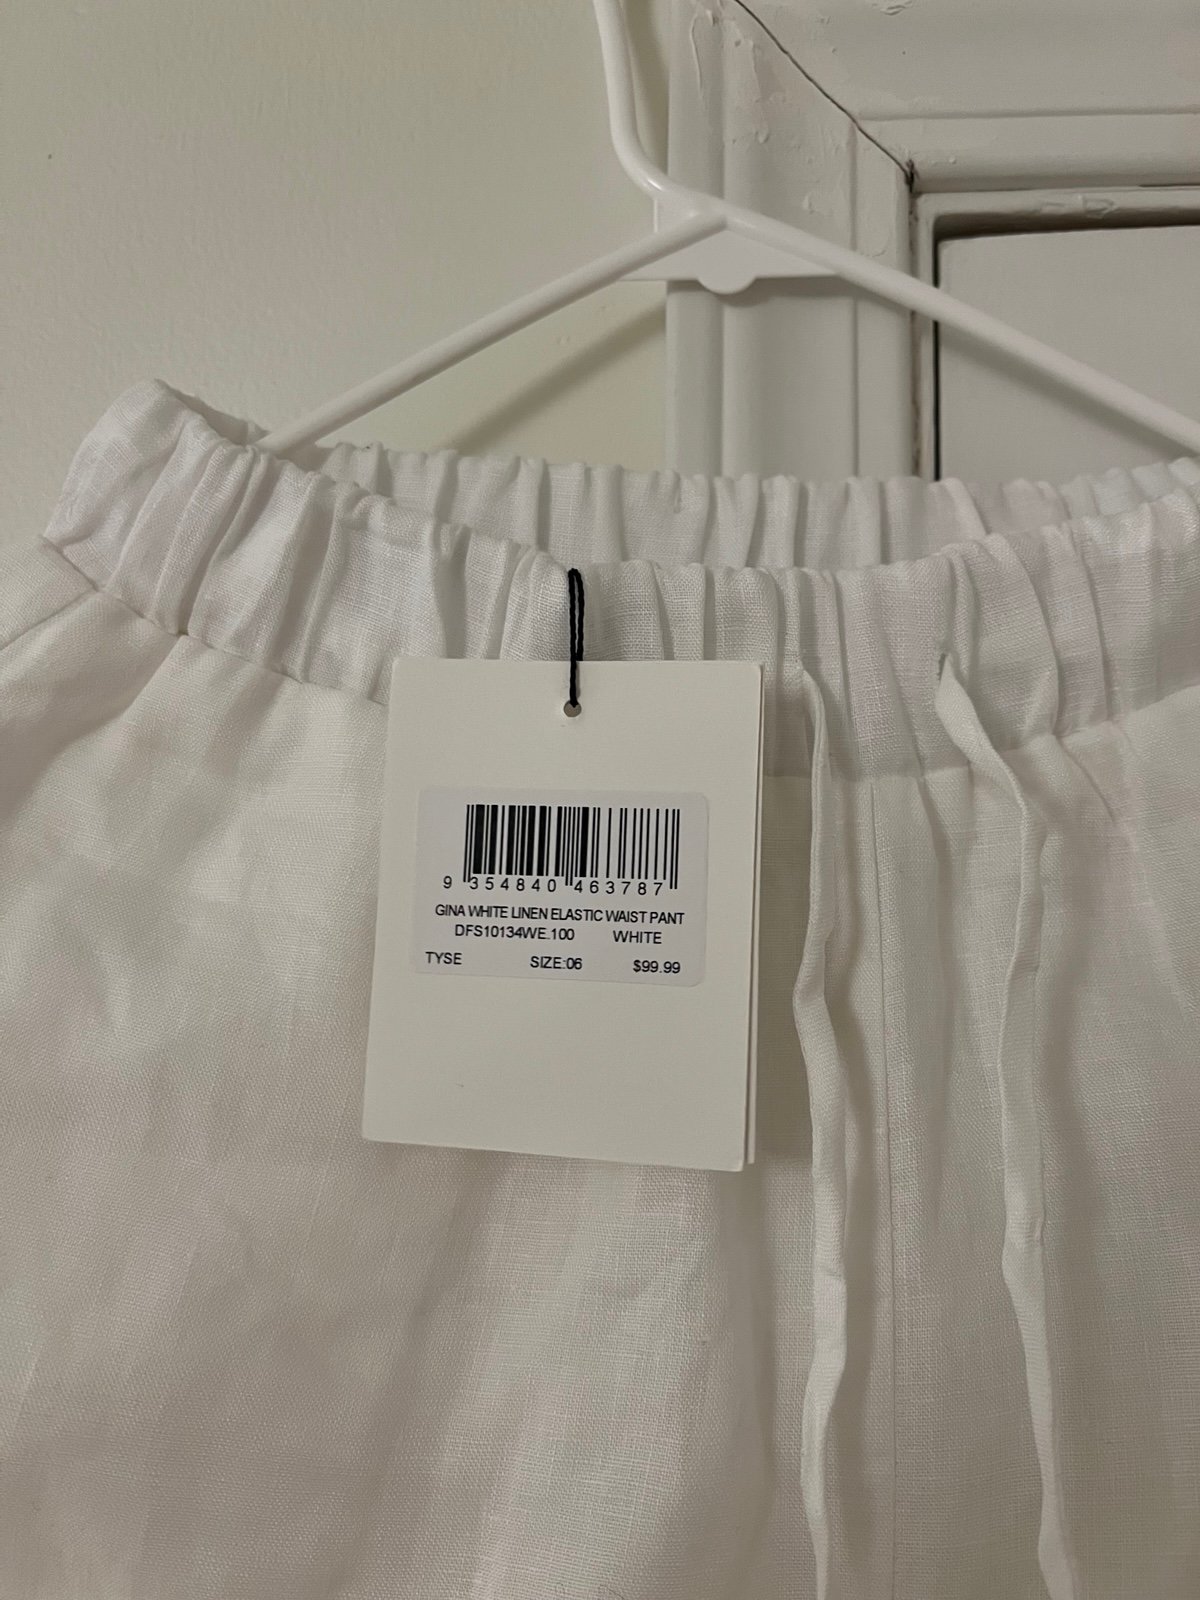 9 354840 463787
GINA WHITE LINEN ELASTIC WAIST PANT
DFS10134WE.100 WHITE
TYSE SIZE:06 $99.99